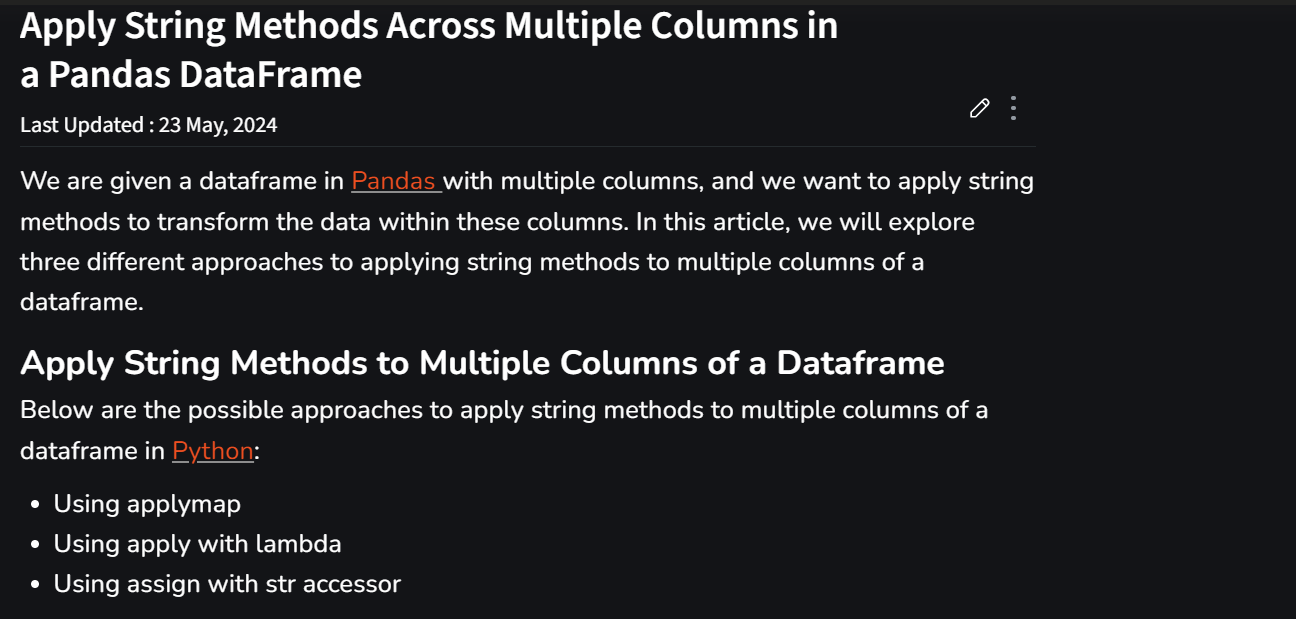 Apply String Methods Across Multiple Columns in
a Pandas DataFrame
Last Updated : 23 May, 2024
We are given a dataframe in Pandas with multiple columns, and we want to apply string
methods to transform the data within these columns. In this article, we will explore
three different approaches to applying string methods to multiple columns of a
dataframe.
Apply String Methods to Multiple Columns of a Dataframe
Below are the possible approaches to apply string methods to multiple columns of a
dataframe in Python:
• Using applymap
• Using apply with lambda
• Using assign with str accessor